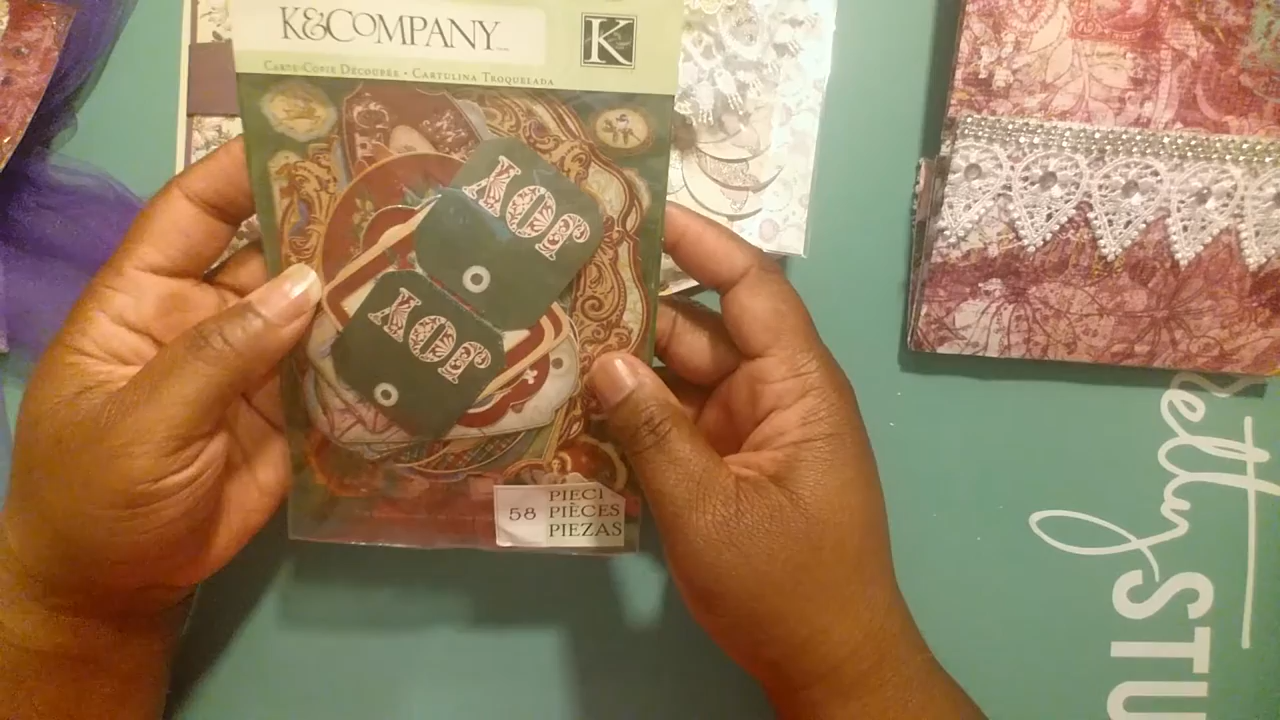 K&COMPANY
K
CARTE-COPIE DÉCOUPÉE • CARTULINA TROQUELADA
JOY
JOY
58 PIECI
PIÈCES
PIEZAS
STU